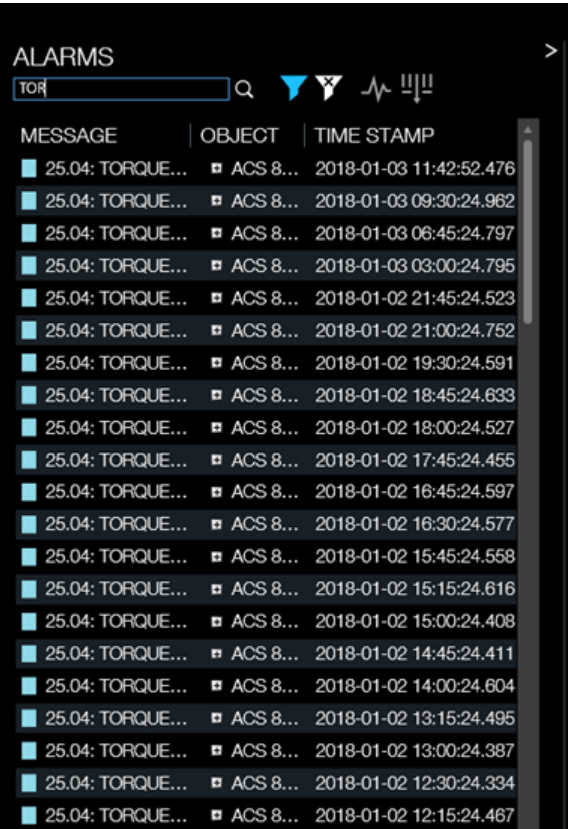 ALARMS
TOR
MESSAGE OBJECT TIME STAMP
25.04: TORQUE... ACS 8... 2018-01-03 11:42:52.476
25.04: TORQUE... ACS 8... 2018-01-03 09:30:24.962
25.04: TORQUE... ACS 8... 2018-01-03 06:45:24.797
25.04: TORQUE... ACS 8... 2018-01-03 03:00:24.795
25.04: TORQUE... ACS 8... 2018-01-02 21:45:24.523
25.04: TORQUE... ACS 8... 2018-01-02 21:00:24.752
25.04: TORQUE... ACS 8... 2018-01-02 19:30:24.591
25.04: TORQUE... ACS 8... 2018-01-02 18:45:24.633
25.04: TORQUE... ACS 8... 2018-01-02 18:00:24.527
25.04: TORQUE... ACS 8... 2018-01-02 17:45:24.455
25.04: TORQUE... ACS 8... 2018-01-02 16:45:24.597
25.04: TORQUE... ACS 8... 2018-01-02 16:30:24.577
25.04: TORQUE... ACS 8... 2018-01-02 15:45:24.558
25.04: TORQUE... ACS 8... 2018-01-02 15:15:24.616
25.04: TORQUE... ACS 8... 2018-01-02 15:00:24.408
25.04: TORQUE... ACS 8... 2018-01-02 14:45:24.411
25.04: TORQUE... ACS 8... 2018-01-02 14:00:24.604
25.04: TORQUE... ACS 8... 2018-01-02 13:15:24.495
25.04: TORQUE... ACS 8... 2018-01-02 13:00:24.387
25.04: TORQUE... ACS 8... 2018-01-02 12:30:24.334
25.04: TORQUE... ACS 8... 2018-01-02 12:15:24.467